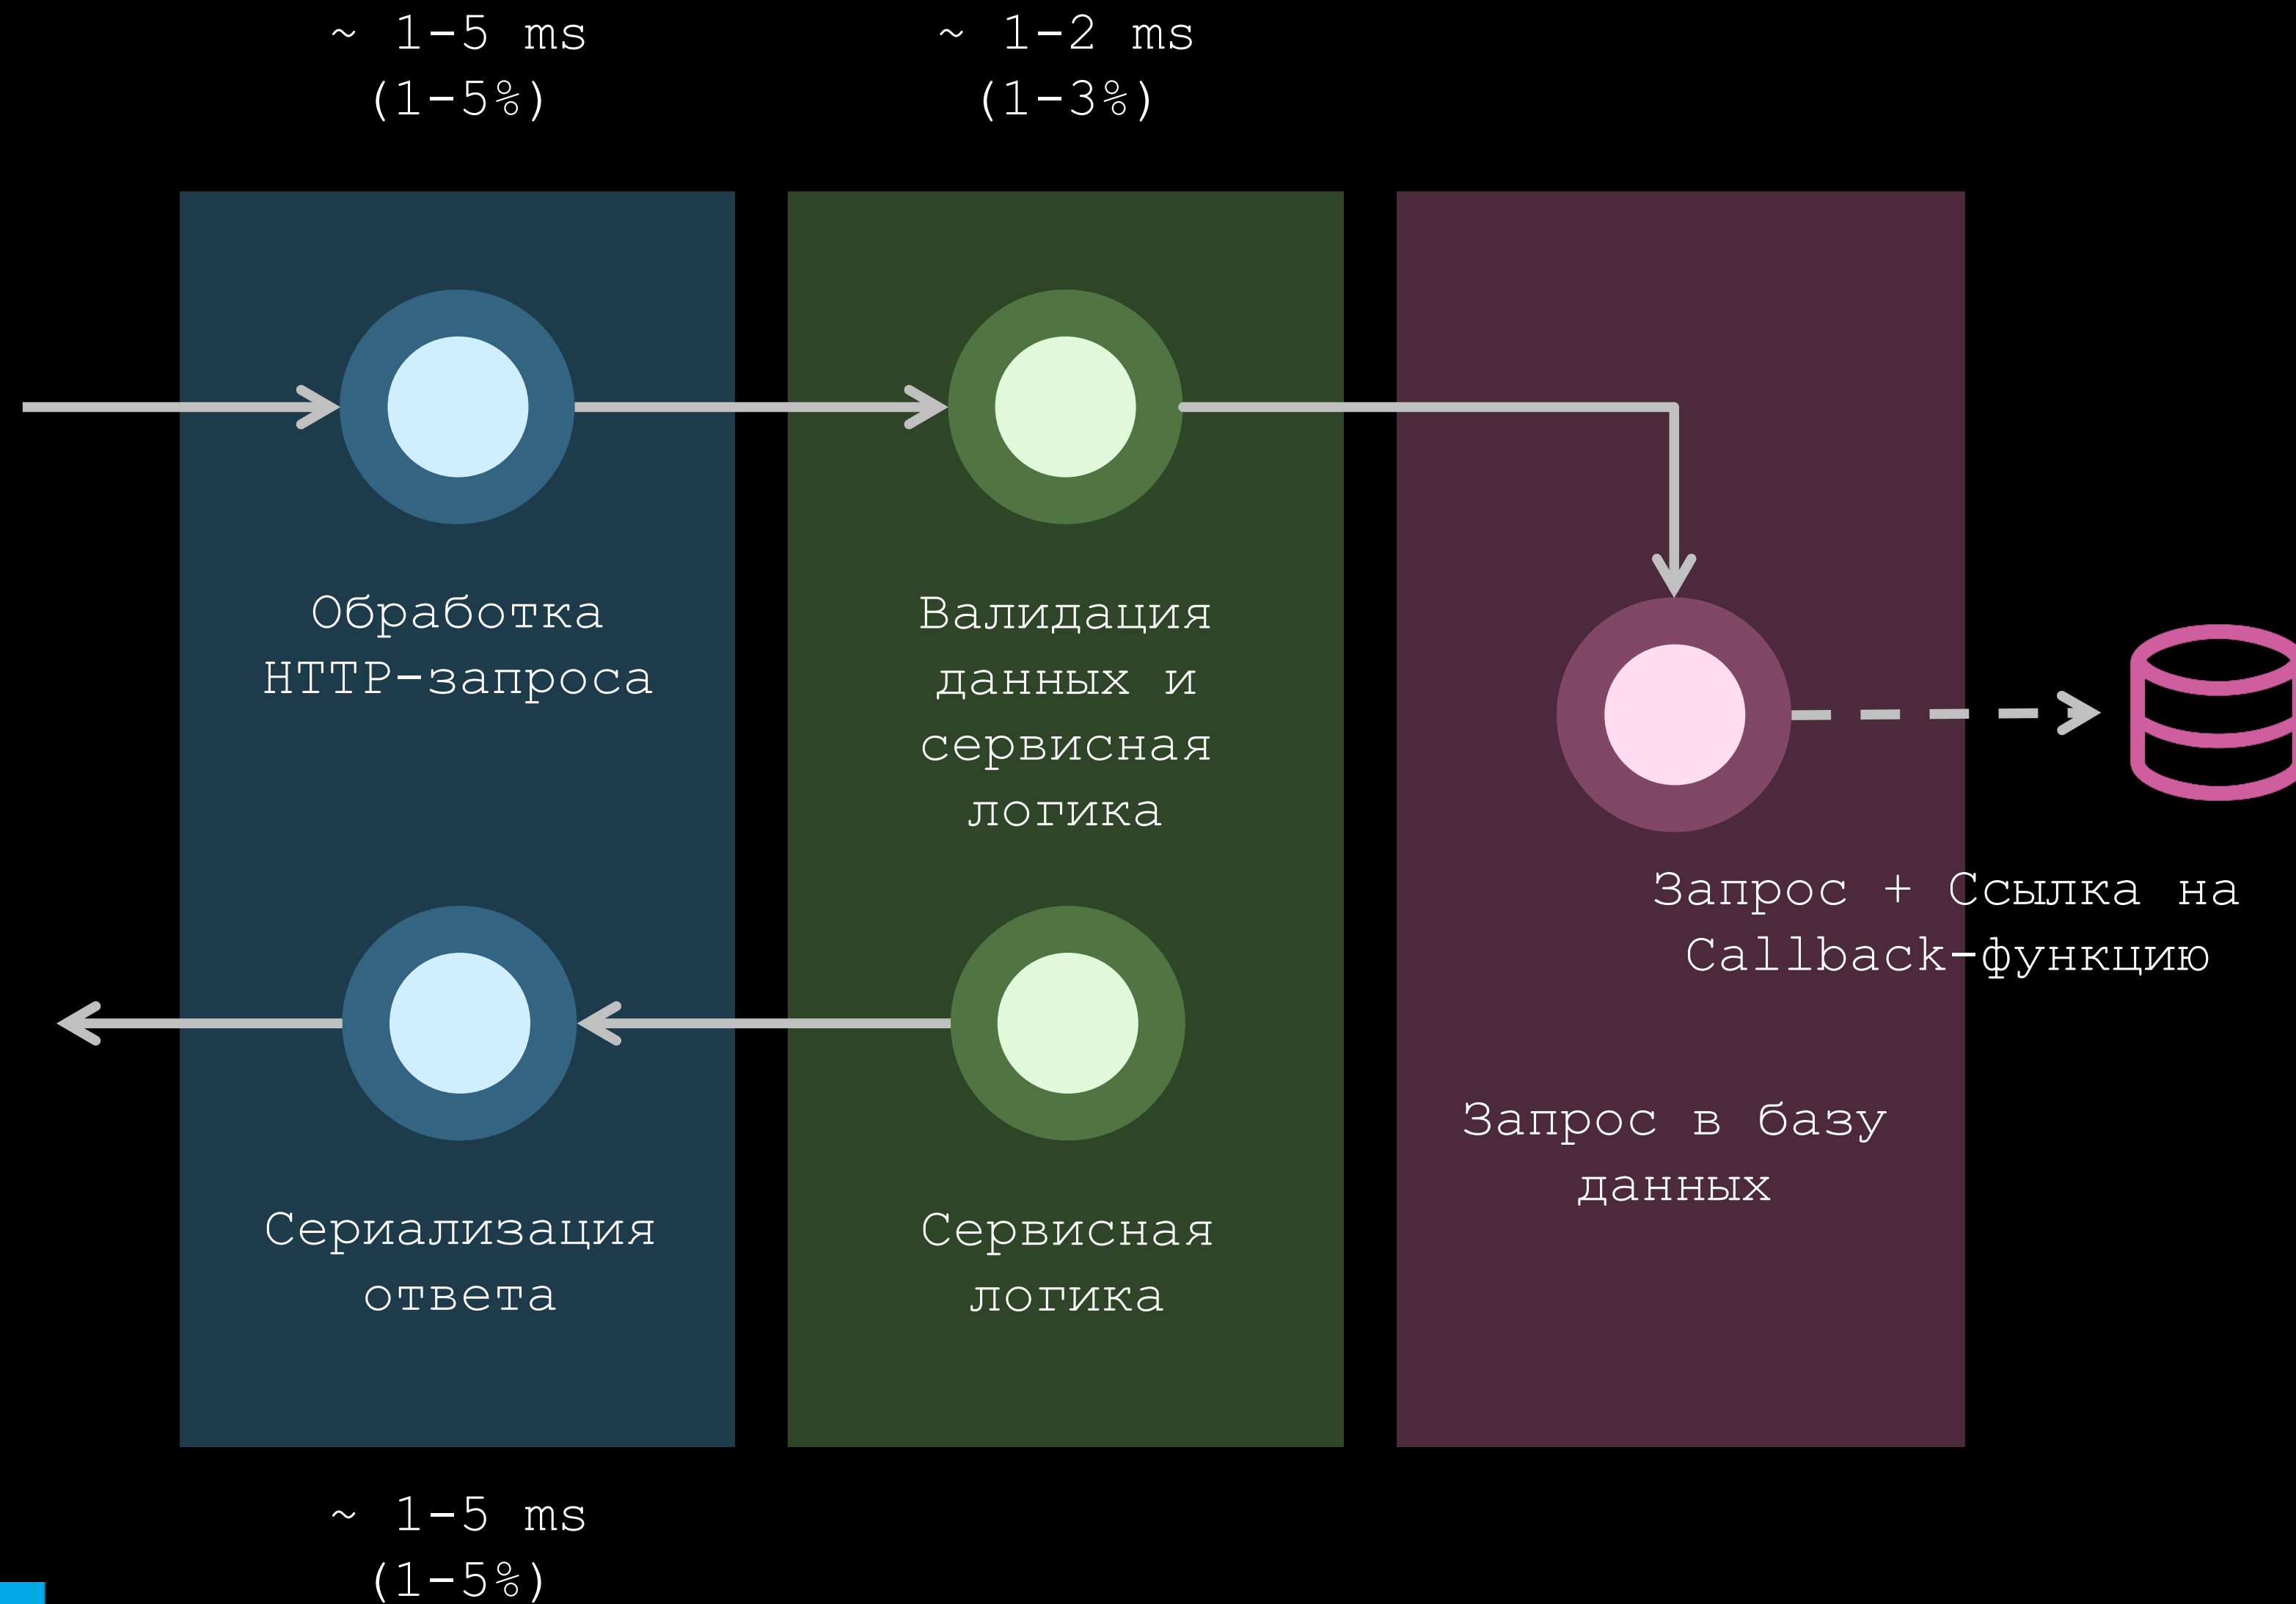 ~ 1-5 ms
(1-5%)
~ 1-2 ms
(1-3%)
Обработка
HTTP-запроса
Валидация
данных и
сервисная
логика
Запрос + Ссылка на
Callback-функцию
Запрос в базу
данных
Сериализация
ответа
Сервисная
логика
~ 1-5 ms
(1-5%)